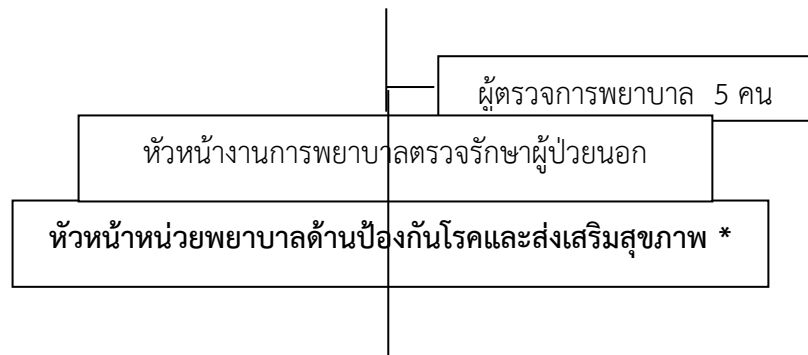 ผู้ตรวจการพยาบาล 5 คน
หัวหน้างานการพยาบาลตรวจรักษาผู้ป่วยนอก
หัวหน้าหน่วยพยาบาลด้านป้องกันโรคและส่งเสริมสุขภาพ *